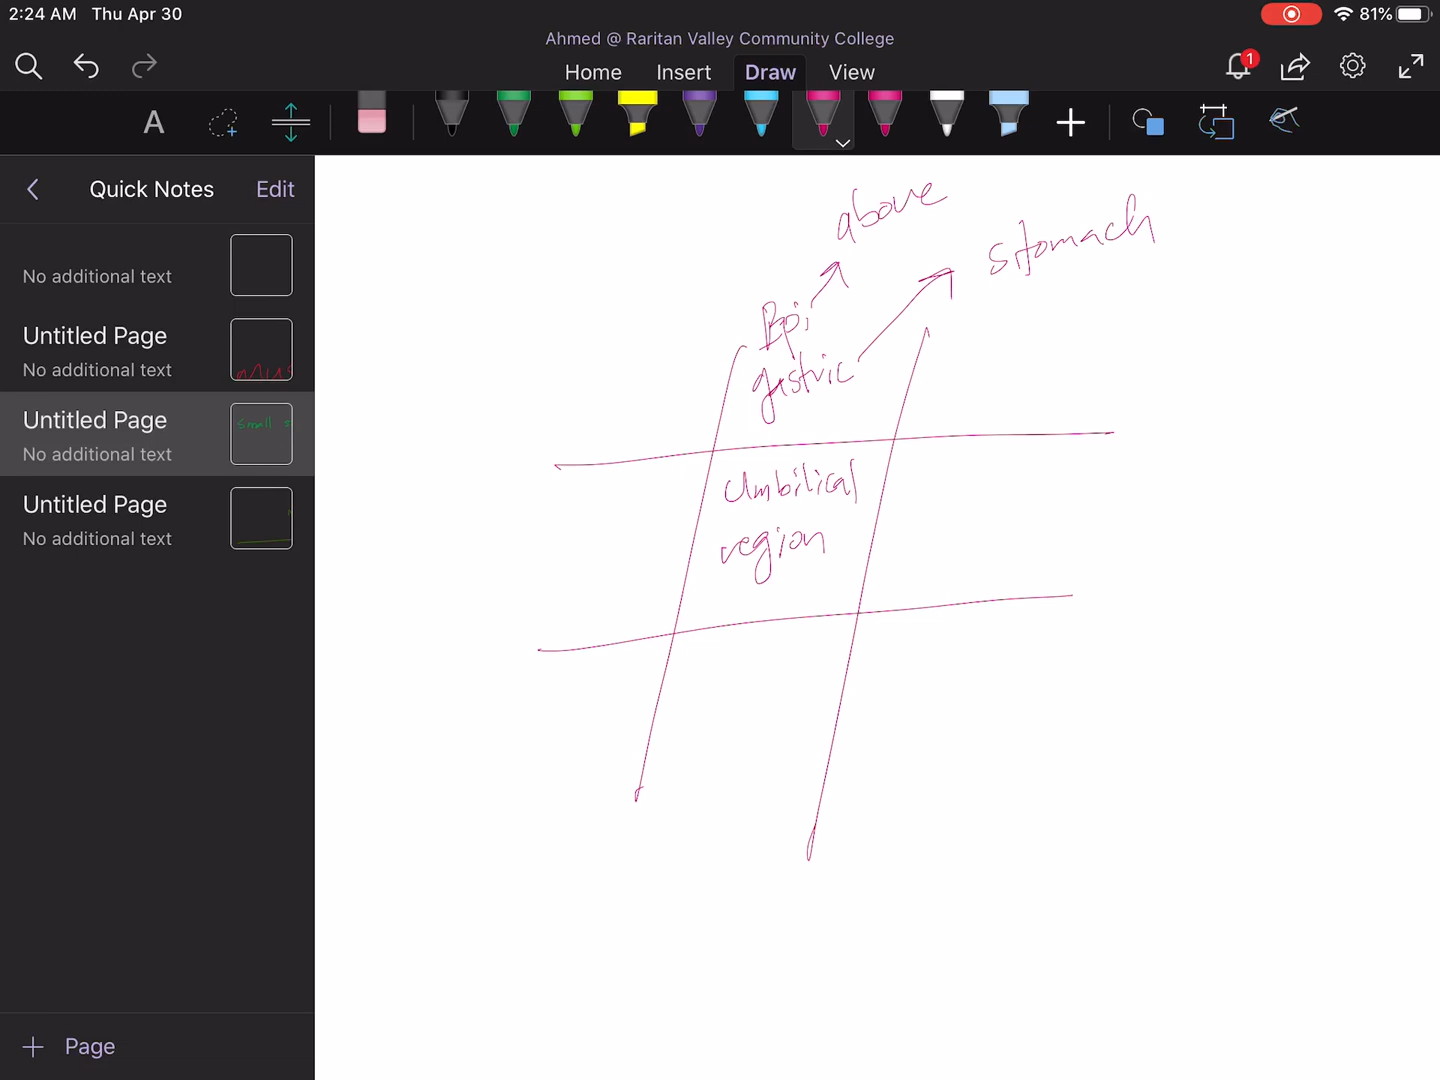 2:24 AM Thu Apr 30
81%
Ahmed @ Raritan Valley Community College
Home Insert Draw View
1
A
Quick Notes Edit
No additional text
Untitled Page
No additional text
Untitled Page
small =
No additional text
Untitled Page
No additional text
+ Page
above
stomach
Epi
gastric
Umbilical
region